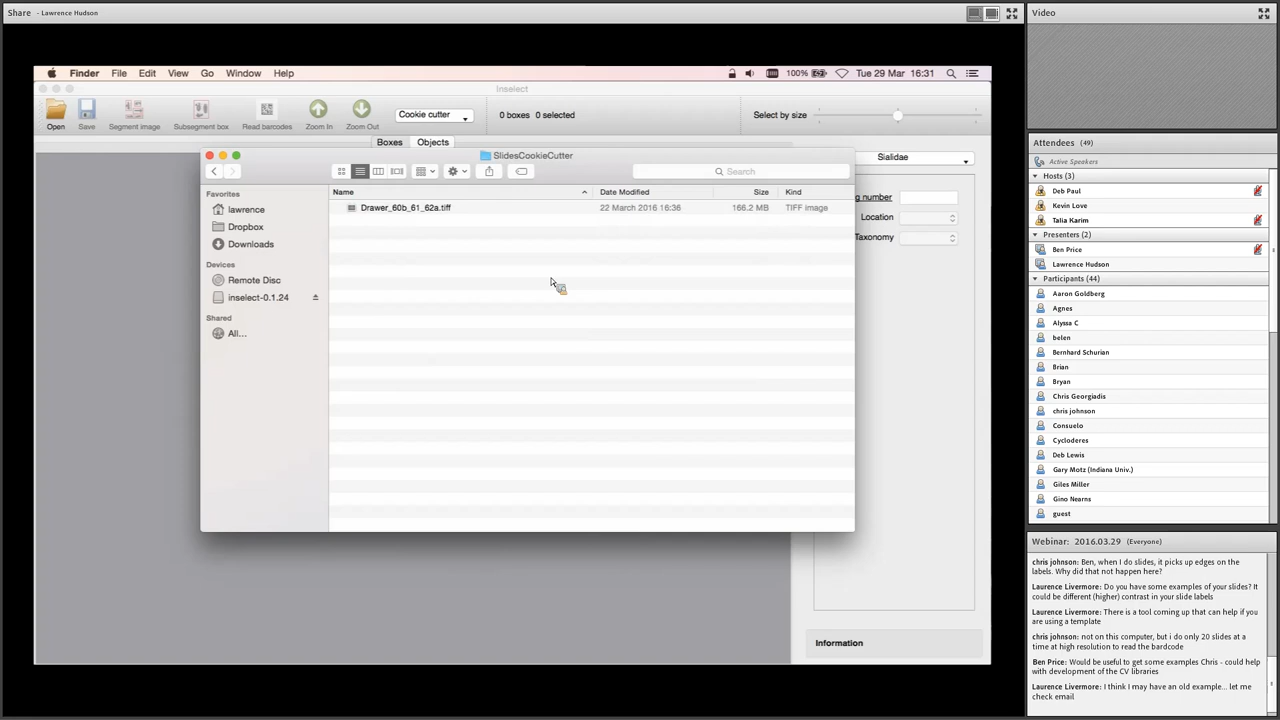 Share - Lawrence Hudson
Finder File Edit View Go Window Help 100% Tue 29 Mar 16:31
Inselect
Open Save Segment image Subsegment box Read barcodes Zoom In Zoom Out
Cookie cutter
0 boxes 0 selected
Select by size
Boxes Objects
Sialidae
g number
Location
Taxonomy
Information
SlidesCookieCutter
Search
Favorites
lawrence
Dropbox
Downloads
Devices
Remote Disc
inselect-0.1.24
Shared
All...
Name Date Modified Size Kind
Drawer_60b_61_62a.tiff 22 March 2016 16:36 166.2 MB TIFF image
Video
Attendees (49)
Active Speakers
Hosts (3)
Deb Paul
Kevin Love
Talia Karim
Presenters (2)
Ben Price
Lawrence Hudson
Participants (44)
Aaron Goldberg
Agnes
Alyssa C
belen
Bernhard Schurian
Brian
Bryan
Chris Georgiadis
chris johnson
Consuelo
Cycloderes
Deb Lewis
Gary Motz (Indiana Univ.)
Giles Miller
Gino Nearns
guest
Webinar: 2016.03.29 (Everyone)
chris johnson: Ben, when I do slides, it picks up edges on the
labels. Why did that not happen here?
Laurence Livermore: Do you have some examples of your slides? It
could be different (higher) contrast in your slide labels
Laurence Livermore: There is a tool coming up that can help if you
are using a template
chris johnson: not on this computer, but i do only 20 slides at a
time at high resolution to read the bardcode
Ben Price: Would be useful to get some examples Chris - could help
with development of the CV libraries
Laurence Livermore: I think I may have an old example... let me
check email